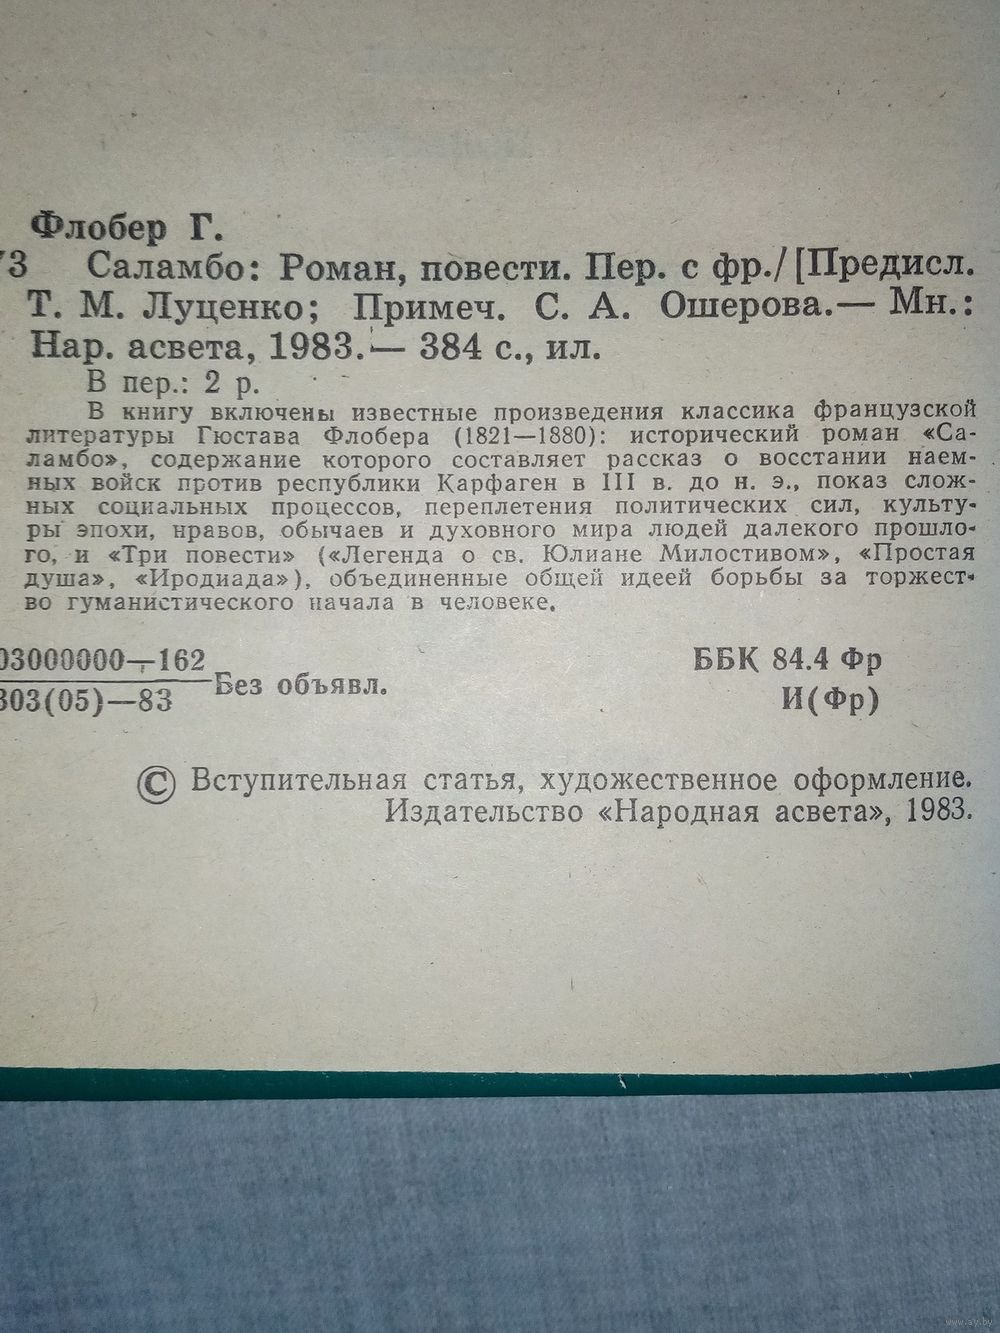 Флобер Г.
73 Саламбо: Роман, повести. Пер. с фр./[Предисл.
Т. М. Луценко; Примеч. С. А. Ошерова.— Мн.:
Нар. асвета, 1983.— 384 с., ил.
В пер.: 2 р.
В книгу включены известные произведения классика французской
литературы Гюстава Флобера (1821—1880): исторический роман «Са-
ламбо», содержание которого составляет рассказ о восстании наем-
ных войск против республики Карфаген в III в. до н. э., показ слож-
ных социальных процессов, переплетения политических сил, культу-
ры эпохи, нравов, обычаев и духовного мира людей далекого прошло-
го, и «Три повести» («Легенда о св. Юлиане Милостивом», «Простая
душа», «Иродиада»), объединенные общей идеей борьбы за торжест-
во гуманистического начала в человеке.
03000000—162
303(05)—83
Без объявл.
ББК 84.4 Фр
И(Фр)
© Вступительная статья, художественное оформление.
Издательство «Народная асвета», 1983.
www.ay.by